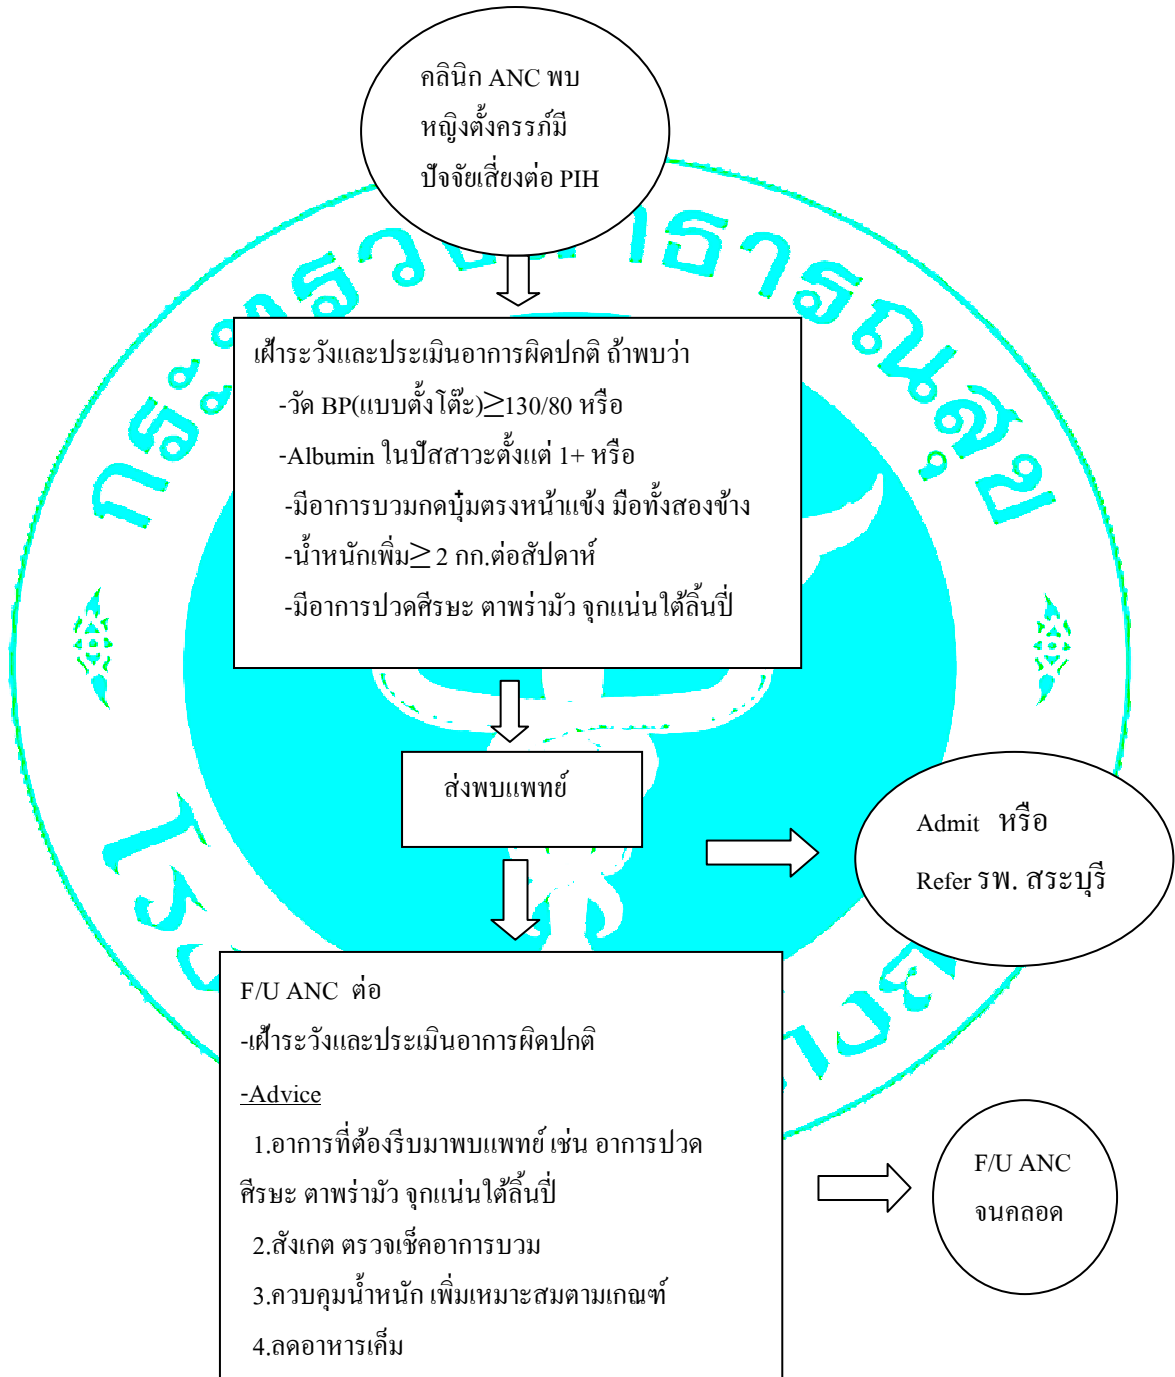 คลินิก ANC พบ
หญิงตั้งครรภ์มี
ปัจจัยเสี่ยงต่อ PIH
กระทรวง
ธารณสุข
เฝ้าระวังและประเมินอาการผิดปกติ ถ้าพบว่า
-วัด BP(แบบตั้งโต๊ะ)≥130/80 หรือ
-Albumin ในปัสสาวะตั้งแต่ 1+ หรือ
-มีอาการบวมกดบุ๋มตรงหน้าแข้ง มือทั้งสองข้าง
-น้ำหนักเพิ่ม≥ 2 กก.ต่อสัปดาห์
-มีอาการปวดศีรษะ ตาพร่ามัว จุกแน่นใต้ลิ้นปี่
ส่งพบแพทย์
Admit หรือ
Refer รพ. สระบุรี
F/U ANC ต่อ
-เฝ้าระวังและประเมินอาการผิดปกติ
-Advice
1.อาการที่ต้องรีบมาพบแพทย์ เช่น อาการปวด
ศีรษะ ตาพร่ามัว จุกแน่นใต้ลิ้นปี่
2.สังเกต ตรวจเช็คอาการบวม
3.ควบคุมน้ำหนัก เพิ่มเหมาะสมตามเกณฑ์
4.ลดอาหารเค็ม
F/U ANC
จนคลอด